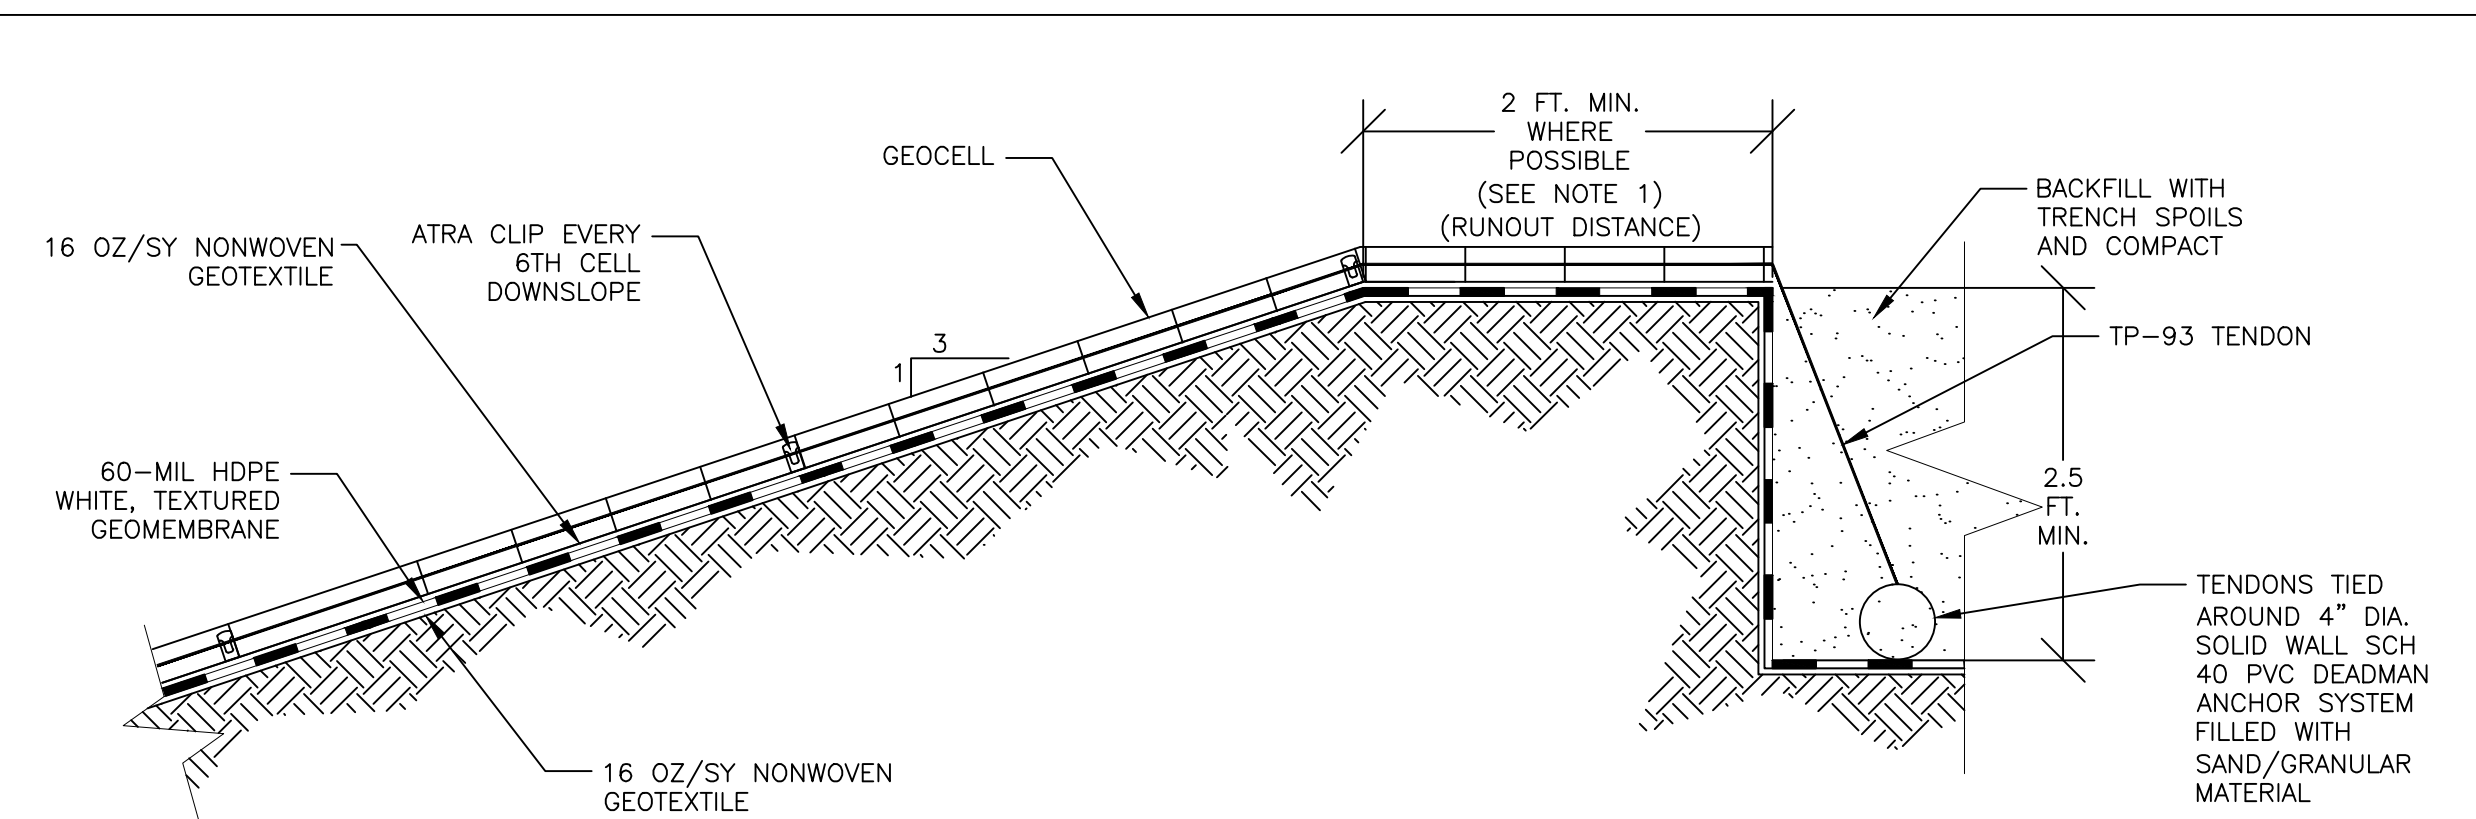 2 FT. MIN.
WHERE
POSSIBLE
(SEE NOTE 1)
(RUNOUT DISTANCE)
GEOCELL
BACKFILL WITH
TRENCH SPOILS
AND COMPACT
ATRA CLIP EVERY
6TH CELL
DOWNSLOPE
16 OZ/SY NONWOVEN
GEOTEXTILE
3
1
TP-93 TENDON
60-MIL HDPE
WHITE, TEXTURED
GEOMEMBRANE
2.5
FT.
MIN.
TENDONS TIED
AROUND 4" DIA.
SOLID WALL SCH
40 PVC DEADMAN
ANCHOR SYSTEM
FILLED WITH
SAND/GRANULAR
MATERIAL
16 OZ/SY NONWOVEN
GEOTEXTILE